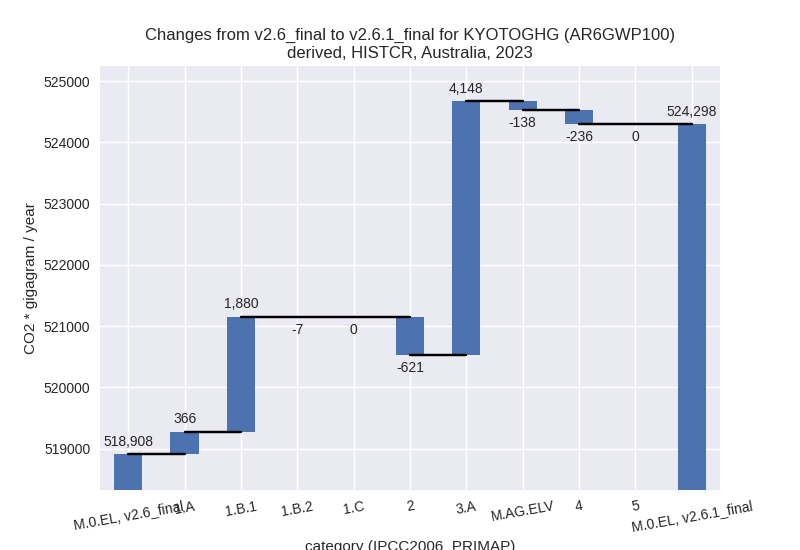 Changes from v2.6_final to v2.6.1_final for KYOTOGHG (AR6GWP100)
derived, HISTCR, Australia, 2023
CO2 * gigagram / year
525000
524000
523000
522000
521000
520000
519000
518,908
366
1,880
-7
0
-621
4,148
-138
-236
0
524,298
M.0.EL, v2.6_final
1.A
1.B.1
1.B.2
1.C
2
3.A
M.AG.ELV
4
5
M.0.EL, v2.6.1_final
category (IPCC2006_PRIMAP)